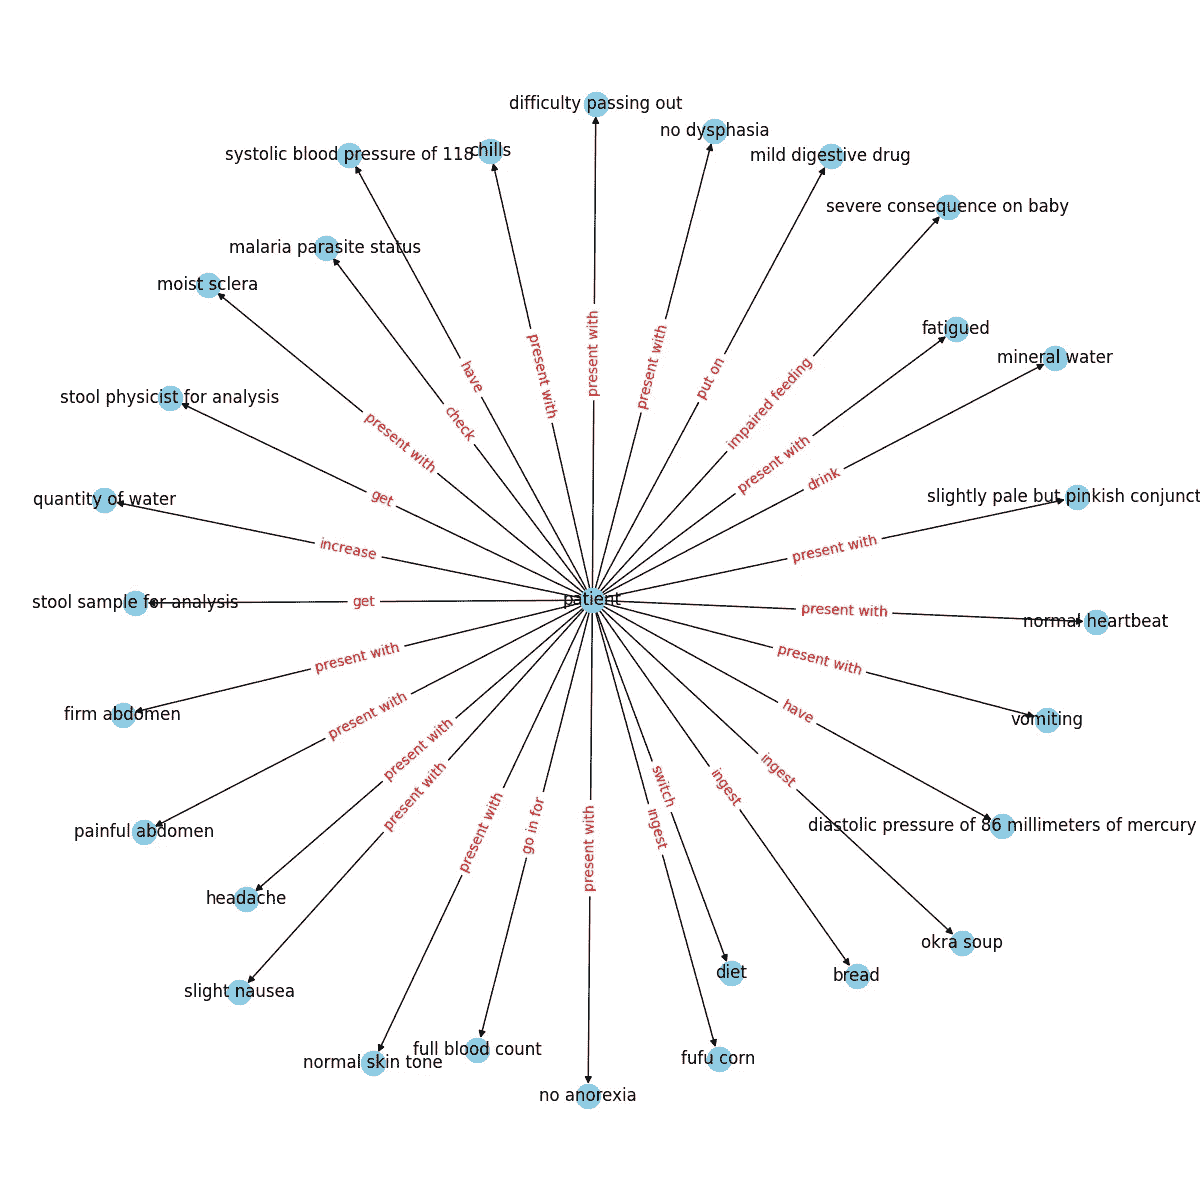 difficulty passing out
no dysphasia
systolic blood pressure of 118
chills
mild digestive drug
severe consequence on baby
malaria parasite status
moist sclera
fatigued
mineral water
present with
present with
present with
have
put on
impaired feeding
check
present with
present with
drink
stool physicist for analysis
get
quantity of water
slightly pale but pinkish conjunct
increase
present with
stool sample for analysis
get
patient
present with
normal heartbeat
present with
present with
firm abdomen
present with
have
vomiting
present with
present with
switch
ingest
ingest
painful abdomen
present with
go in for
present with
ingest
diastolic pressure of 86 millimeters of mercury
headache
okra soup
slight nausea
diet
bread
normal skin tone
full blood count
fufu corn
no anorexia